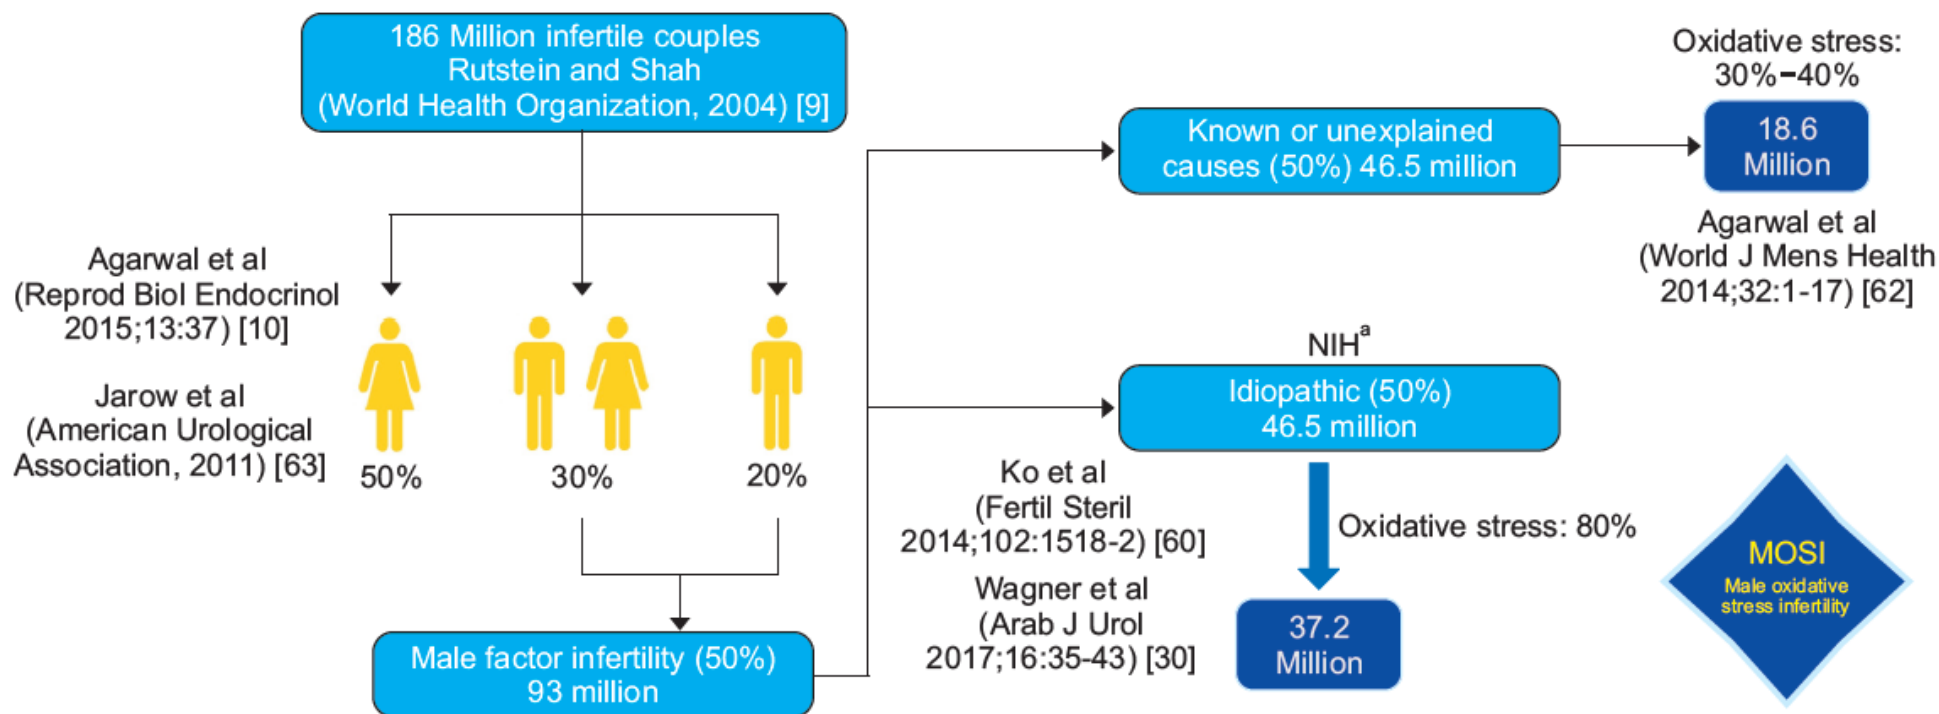 186 Million infertile couples
Rutstein and Shah
(World Health Organization, 2004) [9]
Agarwal et al
(Reprod Biol Endocrinol
2015;13:37) [10]
Jarow et al
(American Urological
Association, 2011) [63]
50%
30%
20%
Male factor infertility (50%)
93 million
Known or unexplained
causes (50%) 46.5 million
Oxidative stress:
30%–40%
18.6
Million
Agarwal et al
(World J Mens Health
2014;32:1-17) [62]
NIHᵃ
Idiopathic (50%)
46.5 million
Ko et al
(Fertil Steril
2014;102:1518-2) [60]
Wagner et al
(Arab J Urol
2017;16:35-43) [30]
Oxidative stress: 80%
37.2
Million
MOSI
Male oxidative
stress infertility